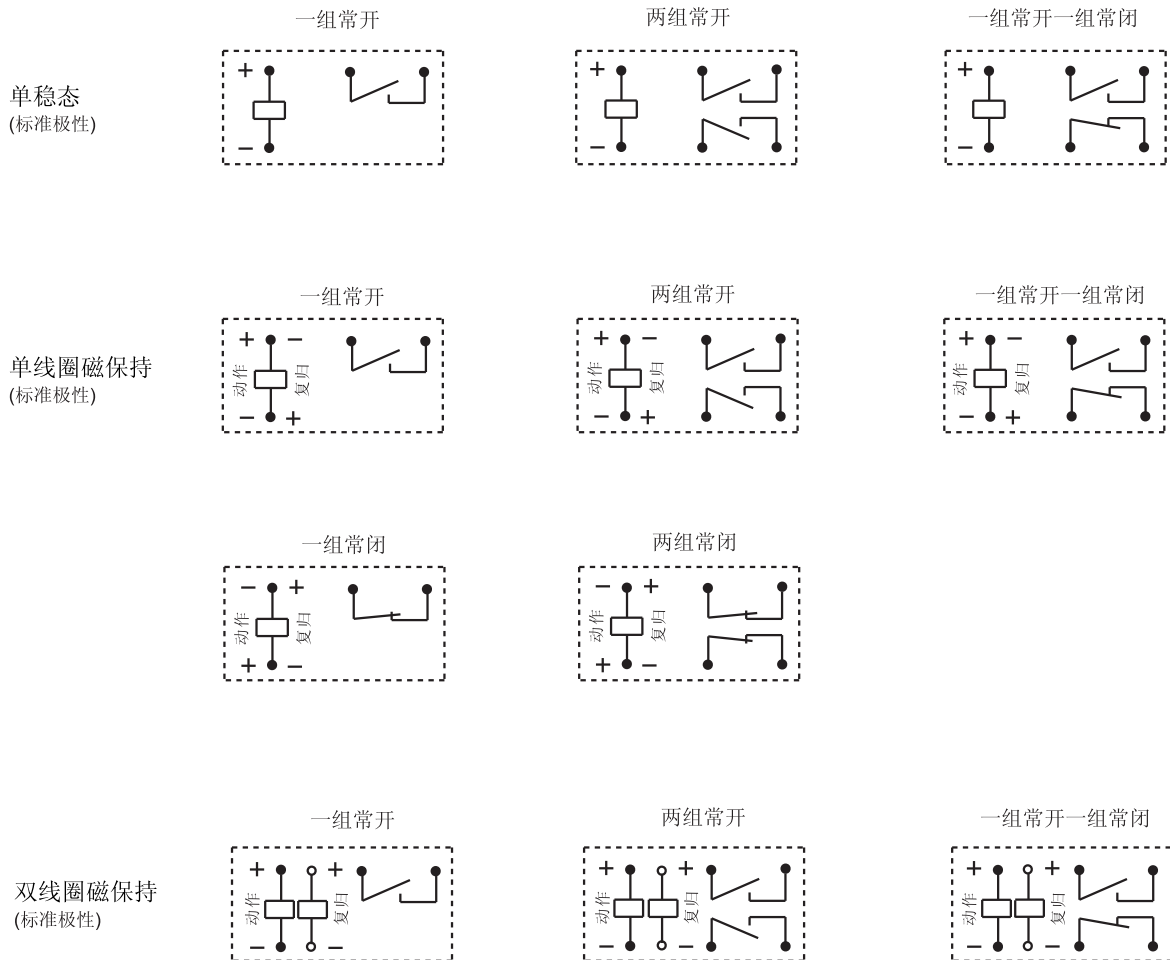 一组常开
两组常开
一组常开一组常闭
单稳态
(标准极性)
+
+
+
−
−
−
一组常开
两组常开
一组常开一组常闭
单线圈磁保持
(标准极性)
+ −
+ −
+ −
动作 复归
动作 复归
动作 复归
− +
− +
− +
一组常闭
两组常闭
− +
− +
动作 复归
动作 复归
+ −
+ −
一组常开
两组常开
一组常开一组常闭
双线圈磁保持
(标准极性)
+ +
+ +
+ +
动作 复归
动作 复归
动作 复归
− −
− −
− −